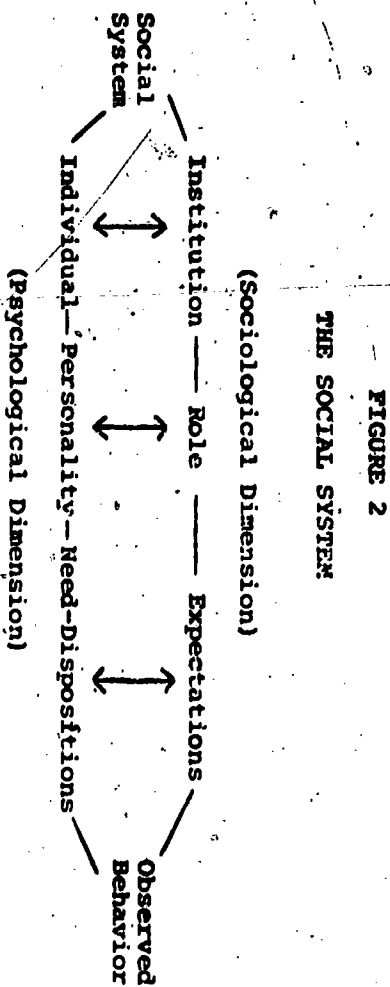 FIGURE 2
THE SOCIAL SYSTEM
(Sociological Dimension)
Institution — Role — Expectations
Social
System
Observed
Behavior
Individual—Personality—Need-Dispositions
(Psychological Dimension)